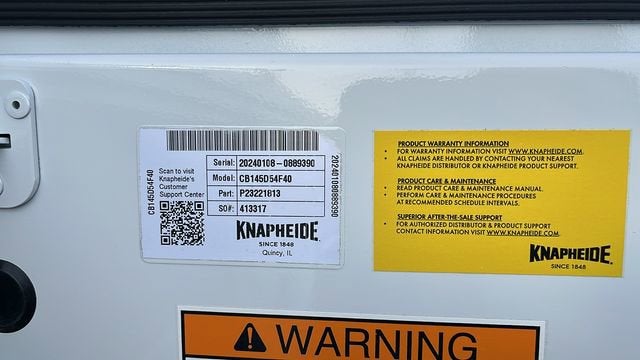 CB145D54F40
Scan to visit
Knapheide's
Customer
Support Center
Serial: 20240108-0889390
Model: CB145D54F40
Part: P23221813
SO#: 413317
202401080889390
KNAPHEIDE
SINCE 1848
Quincy, IL
PRODUCT WARRANTY INFORMATION
• FOR WARRANTY INFORMATION VISIT WWW.KNAPHEIDE.COM
• ALL CLAIMS ARE HANDLED BY CONTACTING YOUR NEAREST
KNAPHEIDE DISTRIBUTOR OR KNAPHEIDE PRODUCT SUPPORT.
PRODUCT CARE & MAINTENANCE
• READ PRODUCT CARE & MAINTENANCE MANUAL.
• PERFORM CARE & MAINTENANCE PROCEDURES
AT RECOMMENDED SCHEDULE INTERVALS.
SUPERIOR AFTER-THE-SALE SUPPORT
• FOR AUTHORIZED DISTRIBUTOR & PRODUCT SUPPORT
CONTACT INFORMATION VISIT WWW.KNAPHEIDE.COM.
KNAPHEIDE
SINCE 1848
WARNING